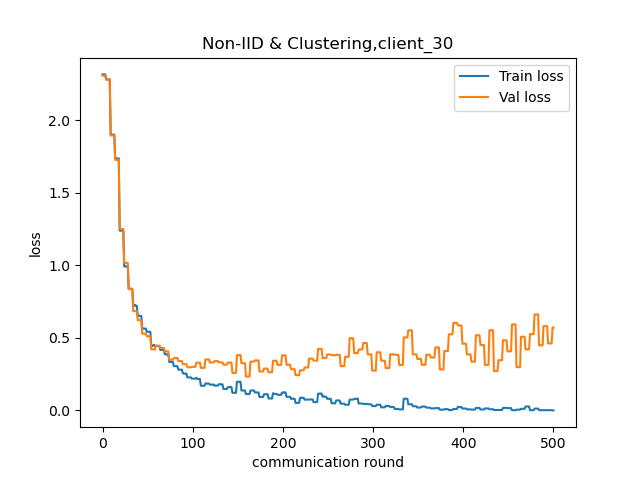 Non-IID & Clustering,client_30
Train loss
Val loss
loss
2.0
1.5
1.0
0.5
0.0
0
100
200
300
400
500
communication round